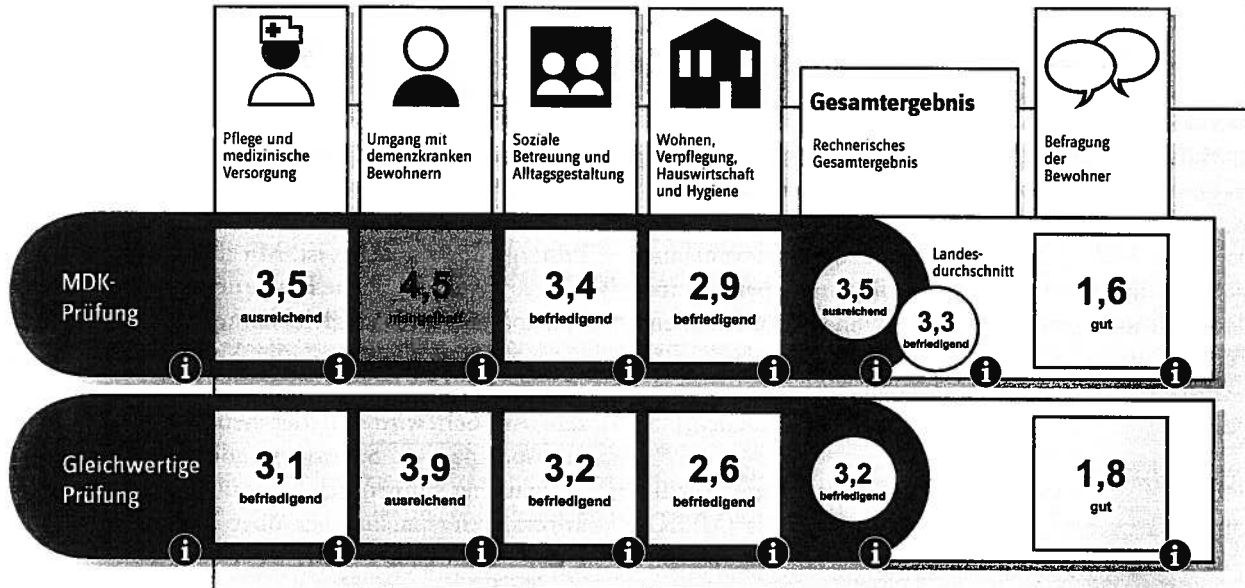 Pflege und
medizinische
Versorgung
Umgang mit
demenzkranken
Bewohnern
Soziale
Betreuung und
Alltagsgestaltung
Wohnen,
Verpflegung,
Hauswirtschaft
und Hygiene
Gesamtergebnis
Rechnerisches
Gesamtergebnis
Befragung
der
Bewohner
MDK-
Prüfung
3,5
ausreichend
4,5
mangelhaft
3,4
befriedigend
2,9
befriedigend
3,5
ausreichend
Landes-
durchschnitt
3,3
befriedigend
1,6
gut
i i i i i i i i
Gleichwertige
Prüfung
3,1
befriedigend
3,9
ausreichend
3,2
befriedigend
2,6
befriedigend
3,2
befriedigend
1,8
gut
i i i i i i i